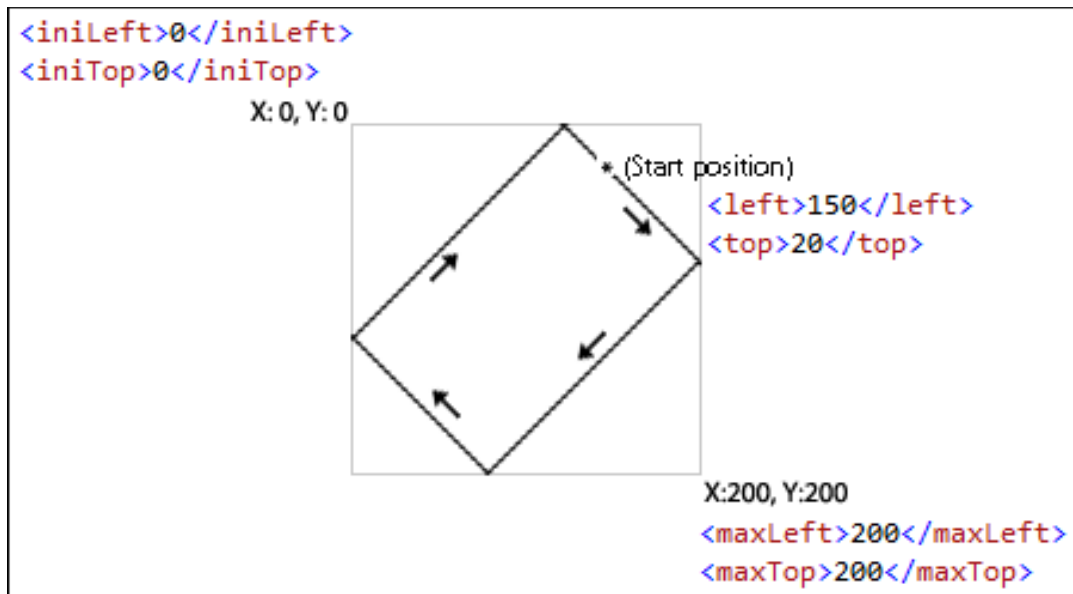 <iniLeft>0</iniLeft>
<iniTop>0</iniTop>
X: 0, Y: 0
* (Start position)
<left>150</left>
<top>20</top>
X:200, Y:200
<maxLeft>200</maxLeft>
<maxTop>200</maxTop>